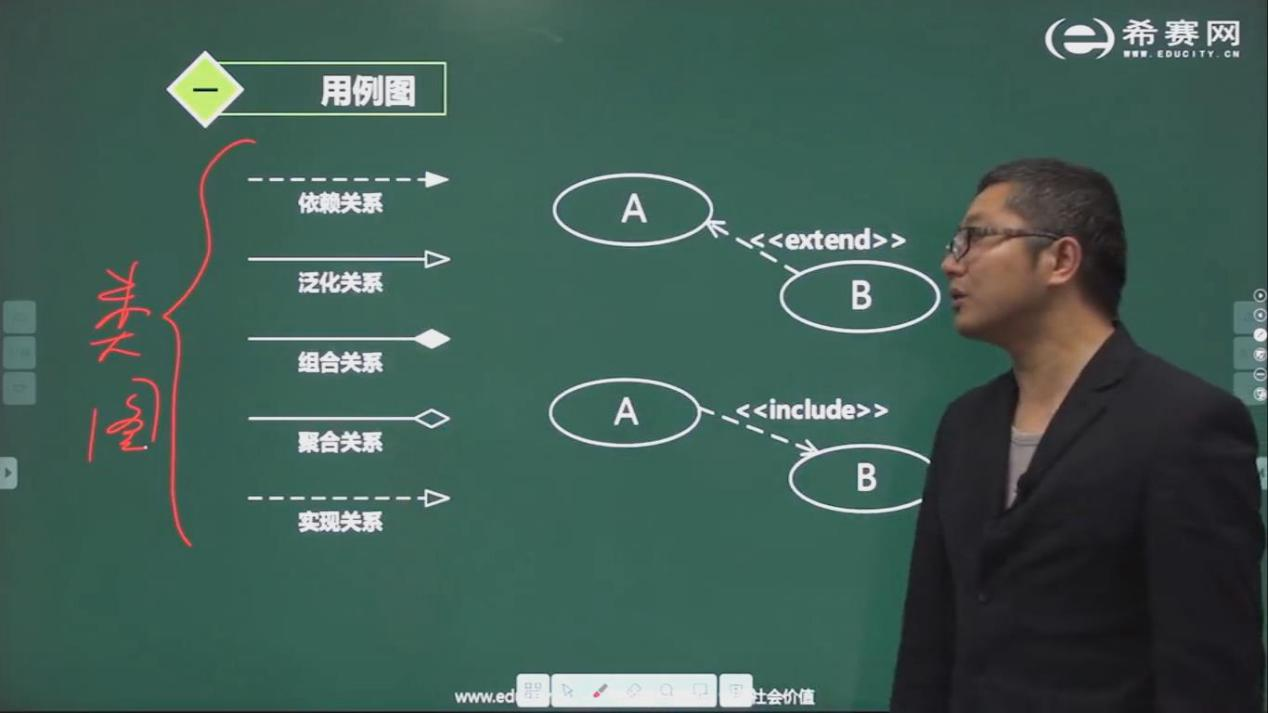 希赛网
WWW.EDUCITY.CN
一
用例图
依赖关系
泛化关系
组合关系
聚合关系
实现关系
类
图
A
<<extend>>
B
A
<<include>>
B
www.ed
社会价值